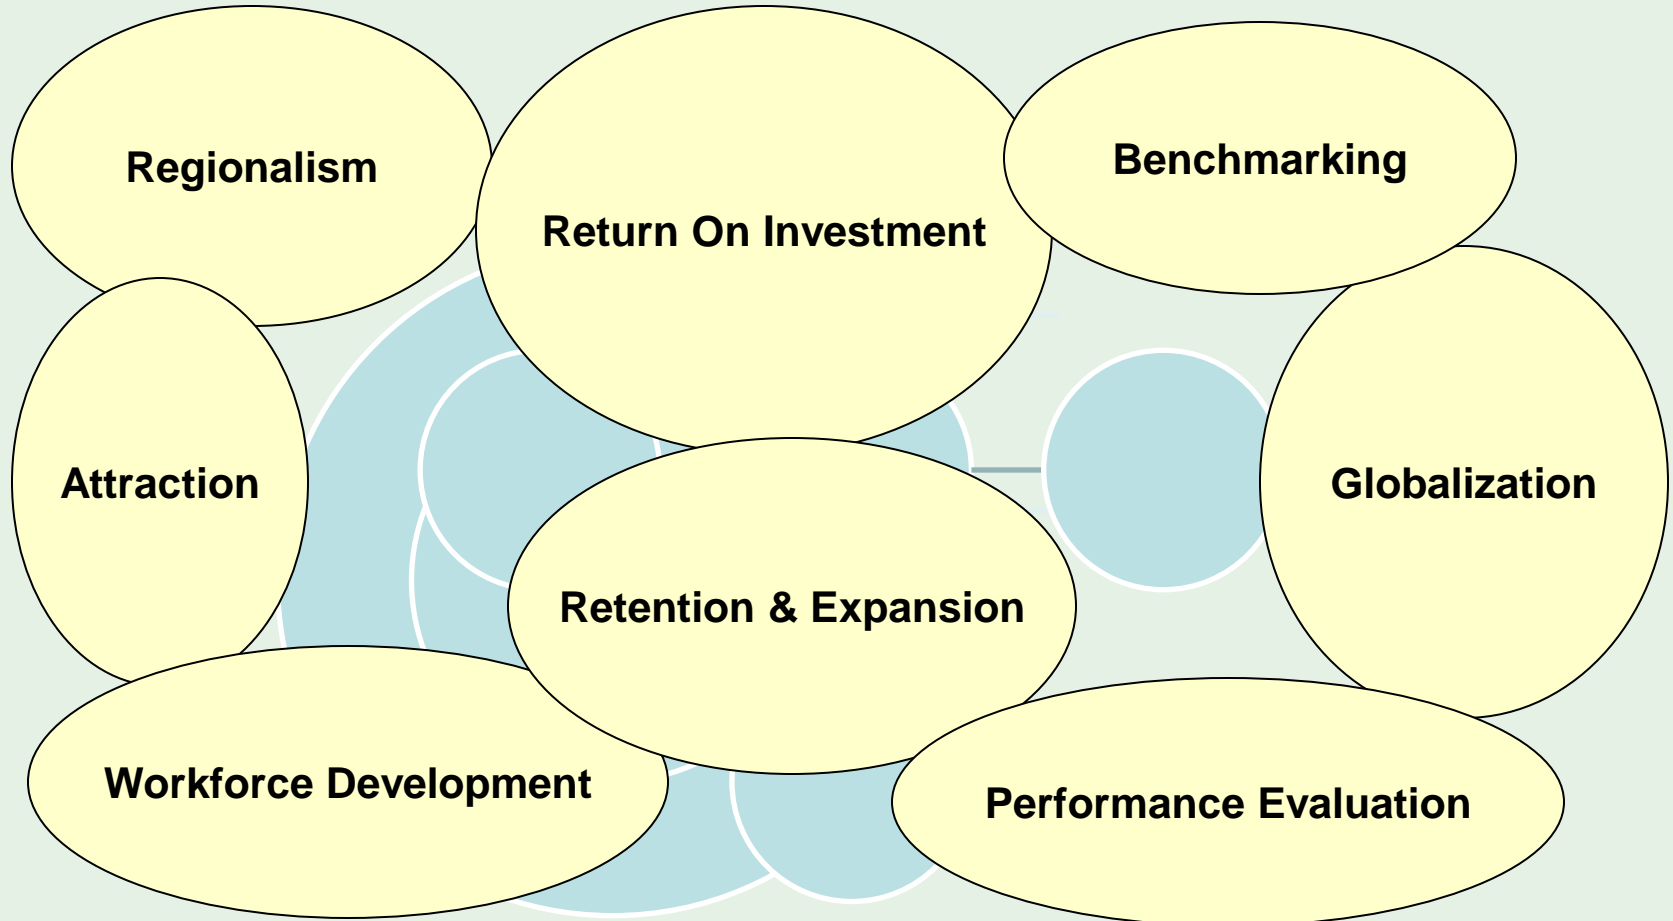 Regionalism
Return On Investment
Benchmarking
Attraction
Globalization
Retention & Expansion
Workforce Development
Performance Evaluation